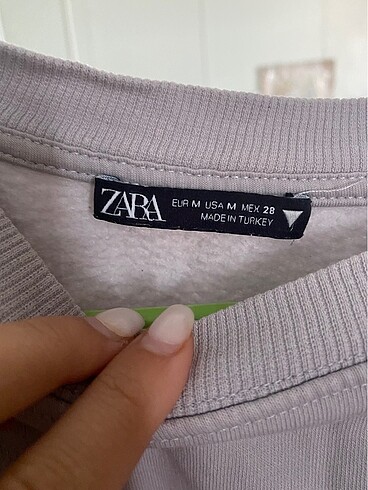 ZARA
EUR M USA M MEX 28
MADE IN TURKEY